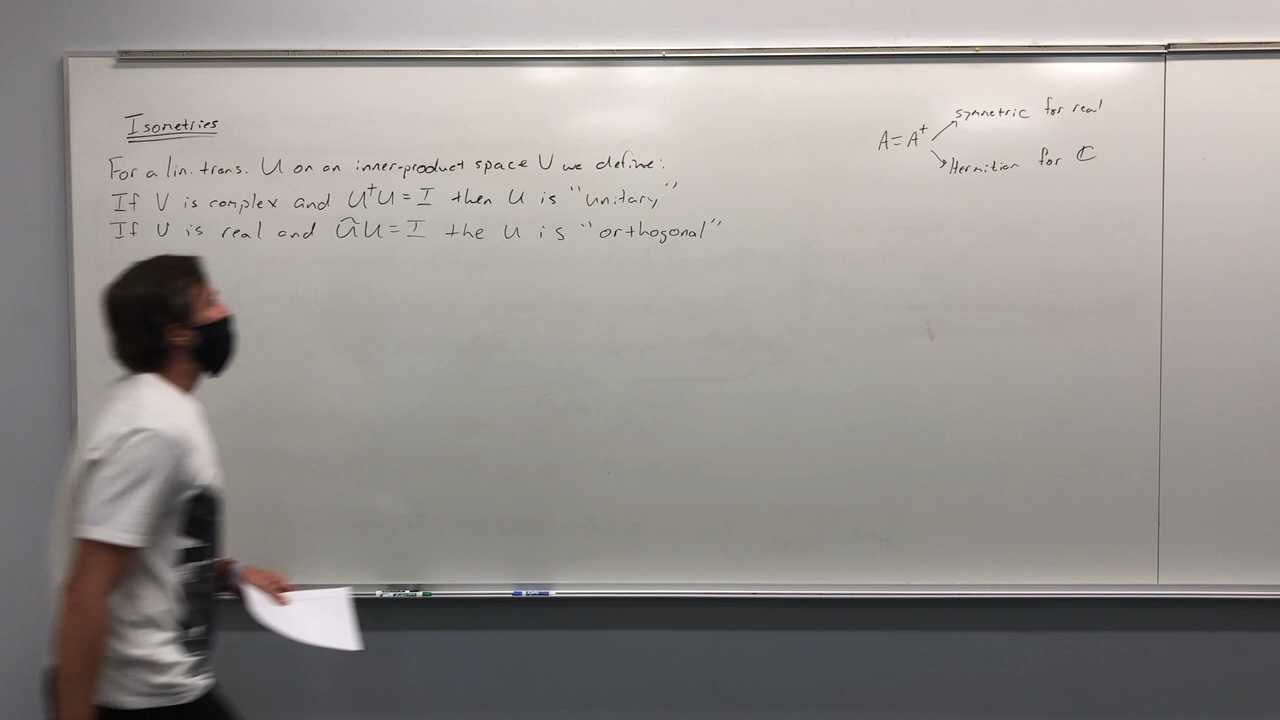 Isometries
For a lin. trans. U on an inner-product space V we define:
If V is complex and U†U = I then U is "unitary"
If V is real and ŨU = I the U is "orthogonal"
symmetric for real
A = A†
Hermition for ℂ